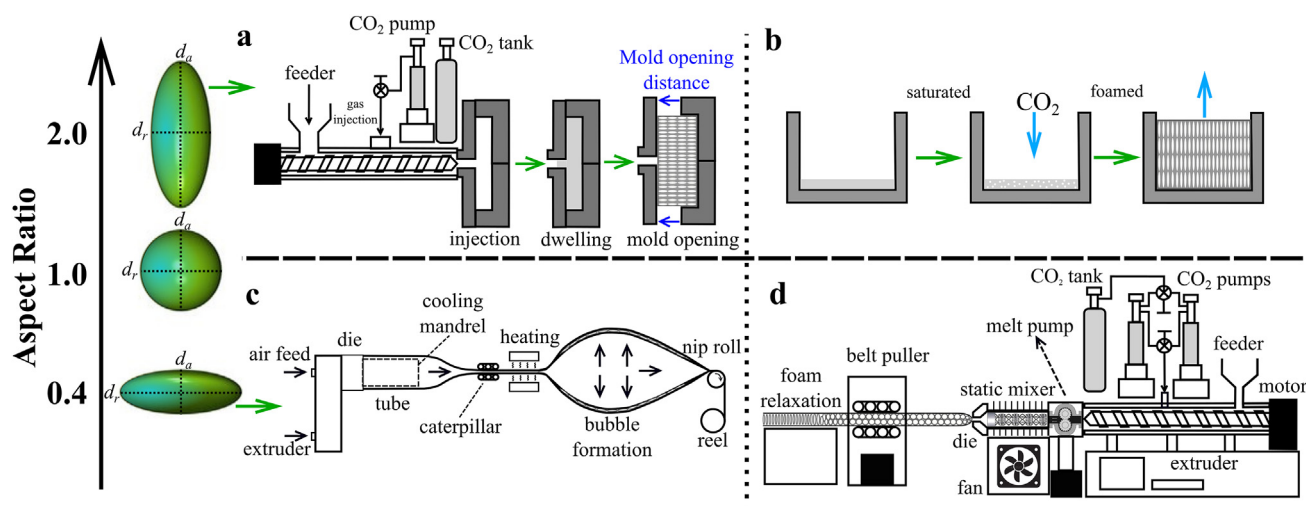 Aspect Ratio
2.0
1.0
0.4
d_a
d_r
d_a
d_r
d_a
d_r
a
CO₂ pump
CO₂ tank
feeder
gas
injection
Mold opening
distance
injection
dwelling
mold opening
b
saturated
CO₂
foamed
c
cooling
mandrel
die
heating
air feed
nip roll
tube
caterpillar
bubble
formation
extruder
reel
d
CO₂ tank
CO₂ pumps
melt pump
feeder
belt puller
foam
relaxation
static mixer
motor
die
fan
extruder